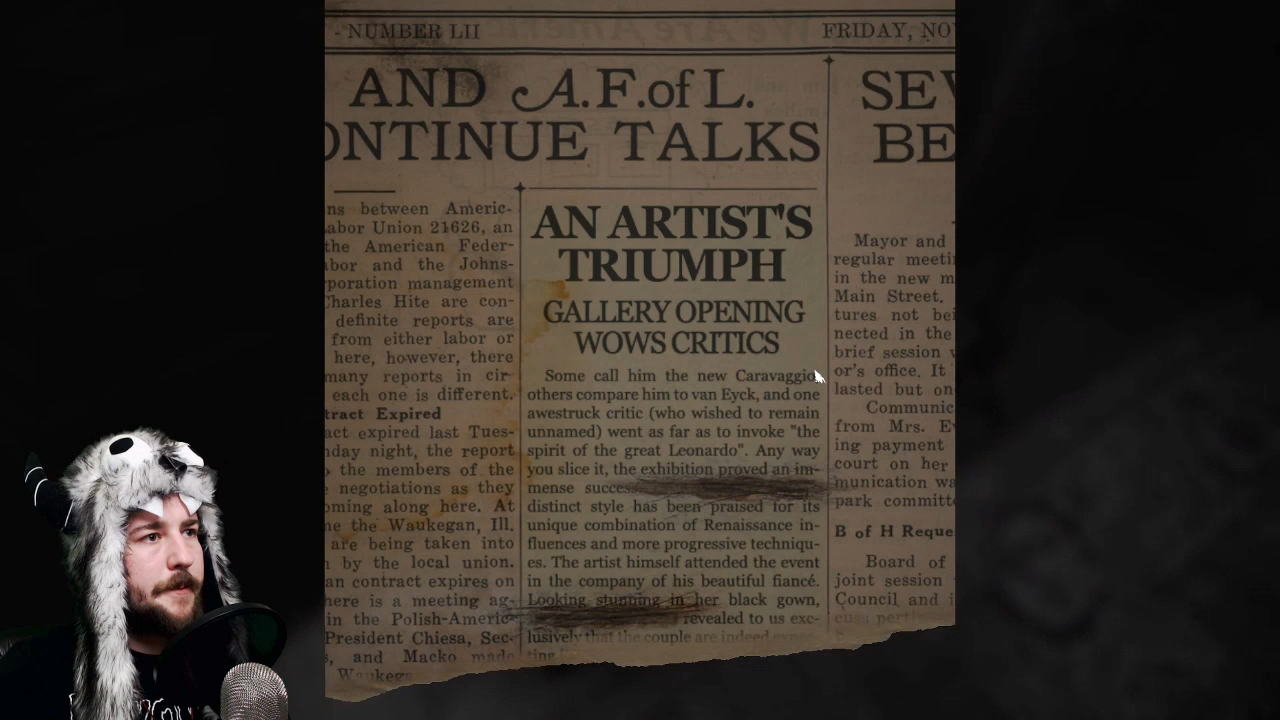 - NUMBER LII
FRIDAY, NO
AND A.F.of L.
ONTINUE TALKS
SE
BE
ns between Americ-
abor Union 21626, an
the American Feder-
abor and the Johns-
poration management
Charles Hite are con-
definite reports are
from either labor or
here, however, there
many reports in cir-
each one is different.
tract Expired
act expired last Tues-
day night, the report
the members of the
negotiations as they
oming along here. At
e the Waukegan, Ill.
are being taken into
by the local union.
an contract expires on
here is a meeting ag-
in the Polish-Americ-
President Chiesa, Sec-
, and Macko made
Waukega
AN ARTIST'S
TRIUMPH
GALLERY OPENING
WOWS CRITICS
Some call him the new Caravaggio
others compare him to van Eyck, and one
awestruck critic (who wished to remain
unnamed) went as far as to invoke "the
spirit of the great Leonardo". Any way
you slice it, the exhibition proved an im-
mense succes
distinct style has been praised for its
unique combination of Renaissance in-
fluences and more progressive techniqu-
es. The artist himself attended the event
in the company of his beautiful fiancé.
Looking stunning in her black gown,
revealed to us exc-
lusively that the couple are indeed expec-
ting
Mayor and
regular meeti
in the new m
Main Street.
tures not bei
nected in the
brief session
or's office. It
lasted but on
Communic
from Mrs. E
ing payment
court on her
munication wa
park committ
B of H Reque
Board of
joint session
Council and i